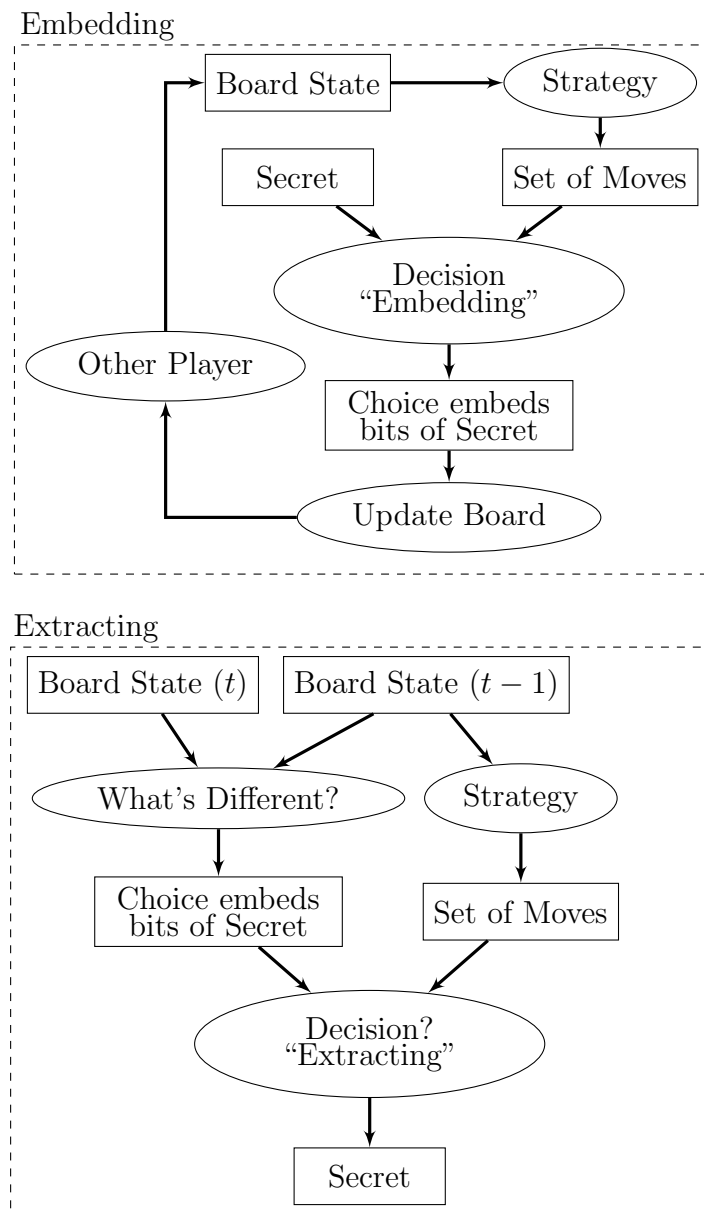 Embedding
Board State
Strategy
Secret
Set of Moves
Decision
“Embedding”
Other Player
Choice embeds
bits of Secret
Update Board
Extracting
Board State (t)
Board State (t − 1)
What's Different?
Strategy
Choice embeds
bits of Secret
Set of Moves
Decision?
“Extracting”
Secret